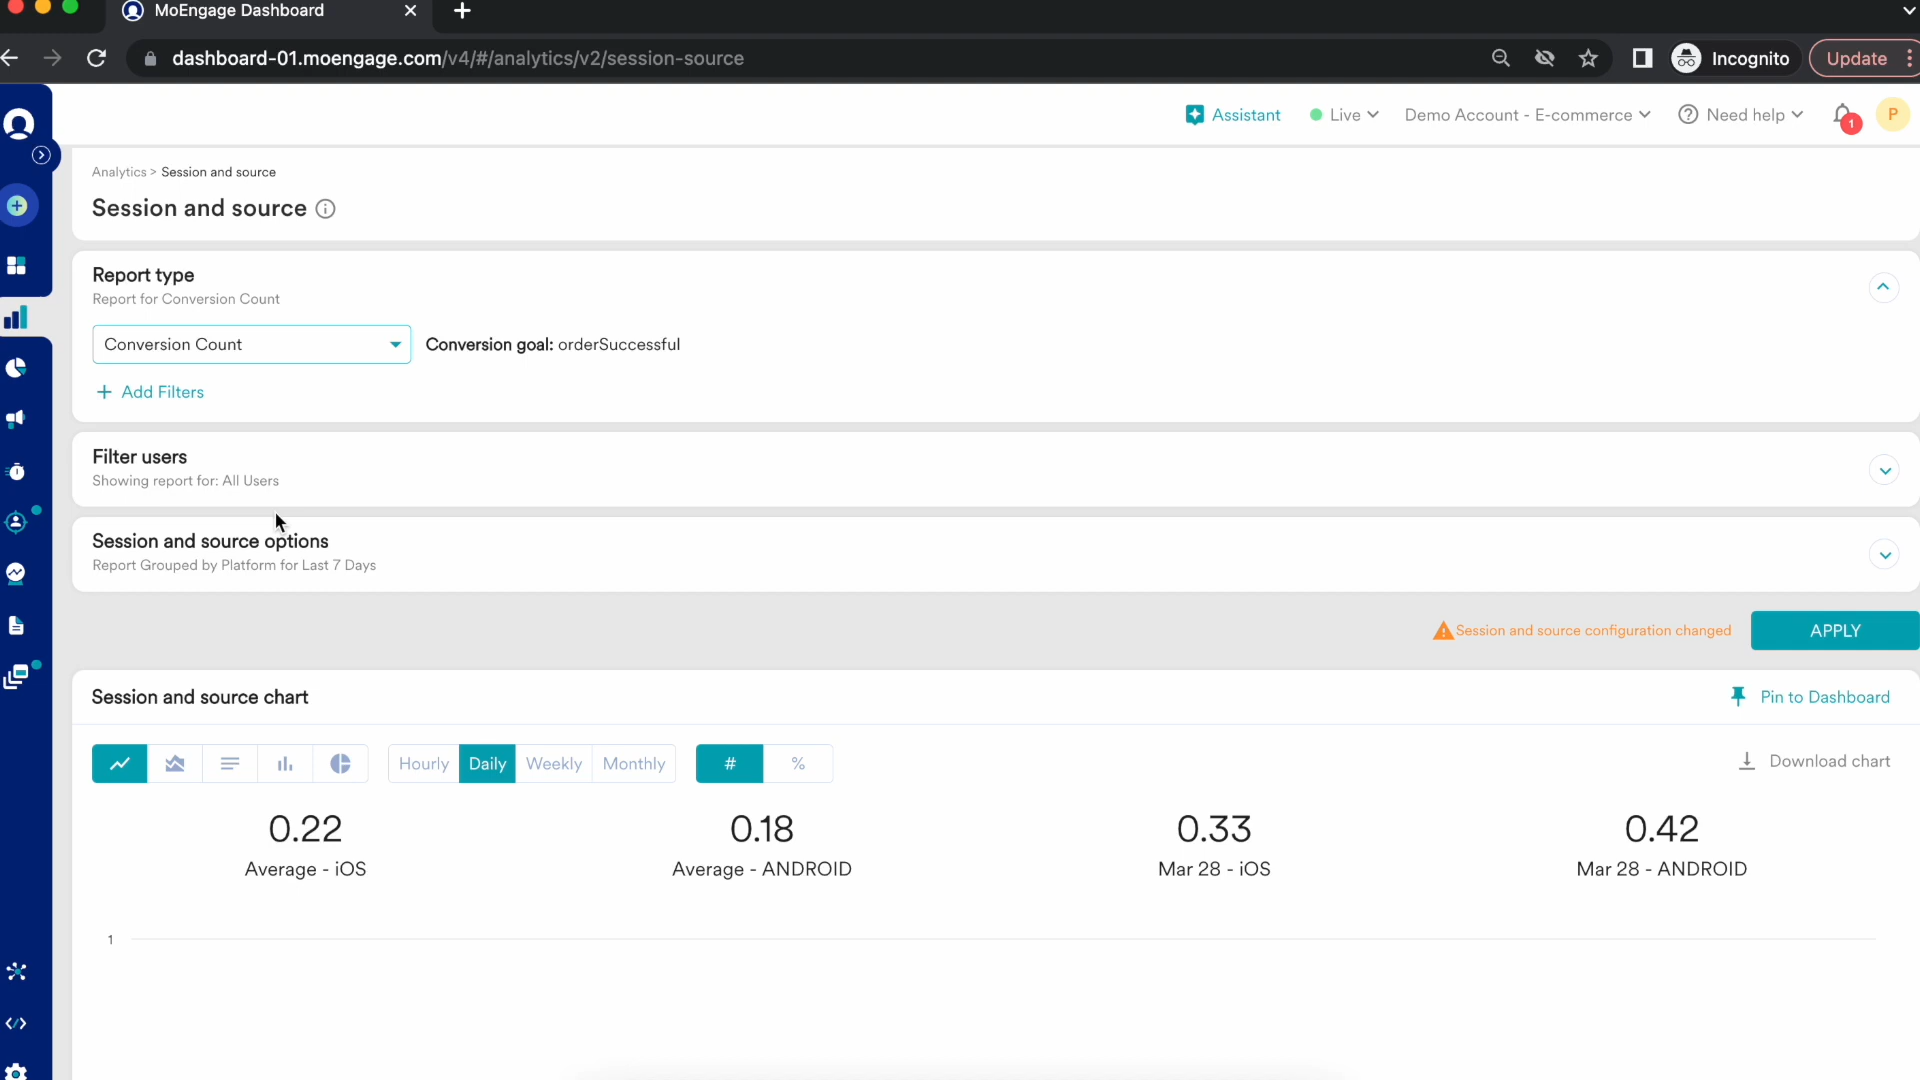 MoEngage Dashboard
dashboard-01.moengage.com/v4/#/analytics/v2/session-source
Incognito
Update
Assistant
Live
Demo Account - E-commerce
Need help
1
P
Analytics > Session and source
Session and source
Report type
Report for Conversion Count
Conversion Count
Conversion goal: orderSuccessful
+ Add Filters
Filter users
Showing report for: All Users
Session and source options
Report Grouped by Platform for Last 7 Days
Session and source configuration changed
APPLY
Session and source chart
Pin to Dashboard
Hourly Daily Weekly Monthly
# %
Download chart
0.22
Average - iOS
0.18
Average - ANDROID
0.33
Mar 28 - iOS
0.42
Mar 28 - ANDROID
1